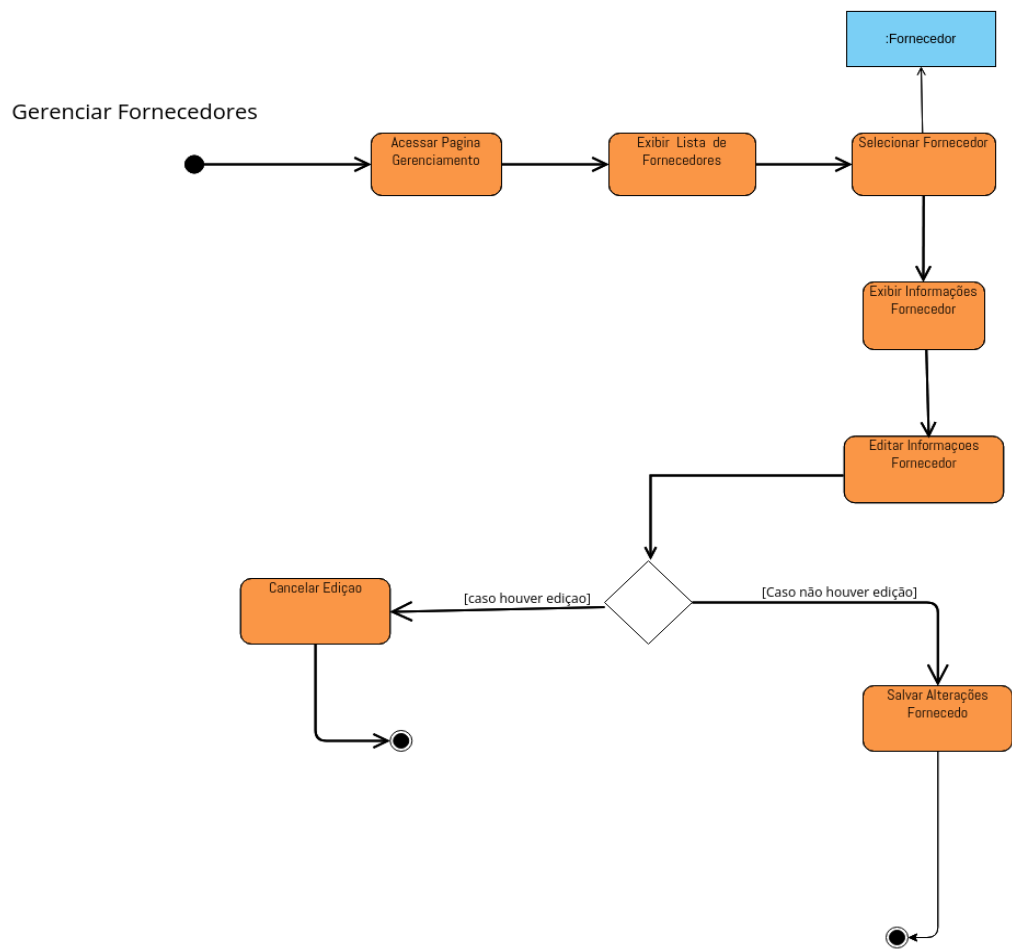 :Fornecedor
Gerenciar Fornecedores
Acessar Pagina
Gerenciamento
Exibir Lista de
Fornecedores
Selecionar Fornecedor
Exibir Informações
Fornecedor
Editar Informaçoes
Fornecedor
Cancelar Ediçao
[caso houver ediçao]
[Caso não houver edição]
Salvar Alterações
Fornecedo